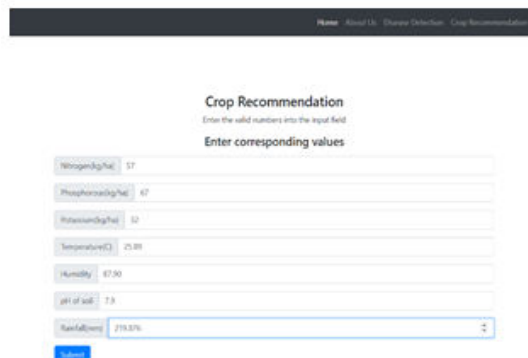 Home About Us Disease Detection Crop Recommendation
Crop Recommendation
Enter the valid numbers into the input field
Enter corresponding values
Nitrogen(kg/ha) 57
Phosphorous(kg/ha) 67
Potassium(kg/ha) 32
Temperature(C) 25.89
Humidity 87.90
pH of soil 7.9
Rainfall(mm) 219.876
Submit